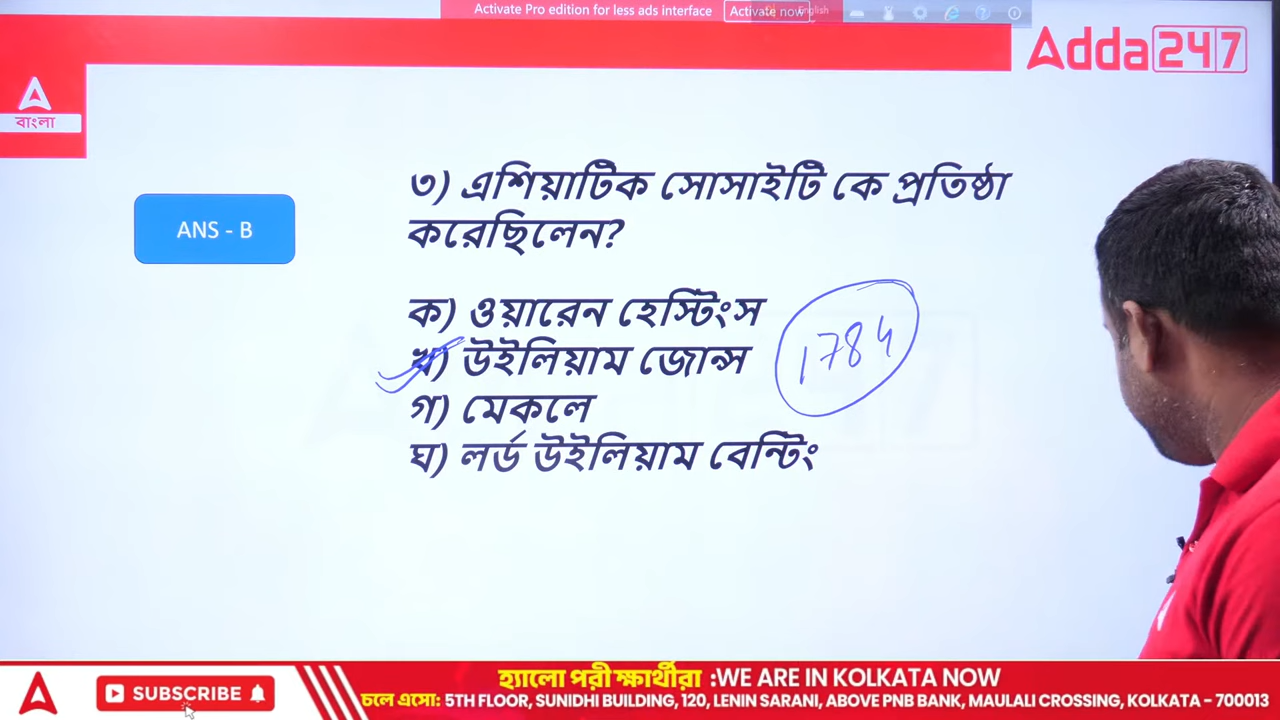 Activate Pro edition for less ads interface Activate now English
Adda247
বাংলা
৩) এশিয়াটিক সোসাইটি কে প্রতিষ্ঠা
করেছিলেন?
ANS - B
ক) ওয়ারেন হেস্টিংস
খ) উইলিয়াম জোন্স
1784
গ) মেকলে
ঘ) লর্ড উইলিয়াম বেন্টিং
হ্যালো পরীক্ষার্থীরা :WE ARE IN KOLKATA NOW
SUBSCRIBE
চলে এসো: 5TH FLOOR, SUNIDHI BUILDING, 120, LENIN SARANI, ABOVE PNB BANK, MAULALI CROSSING, KOLKATA - 700013